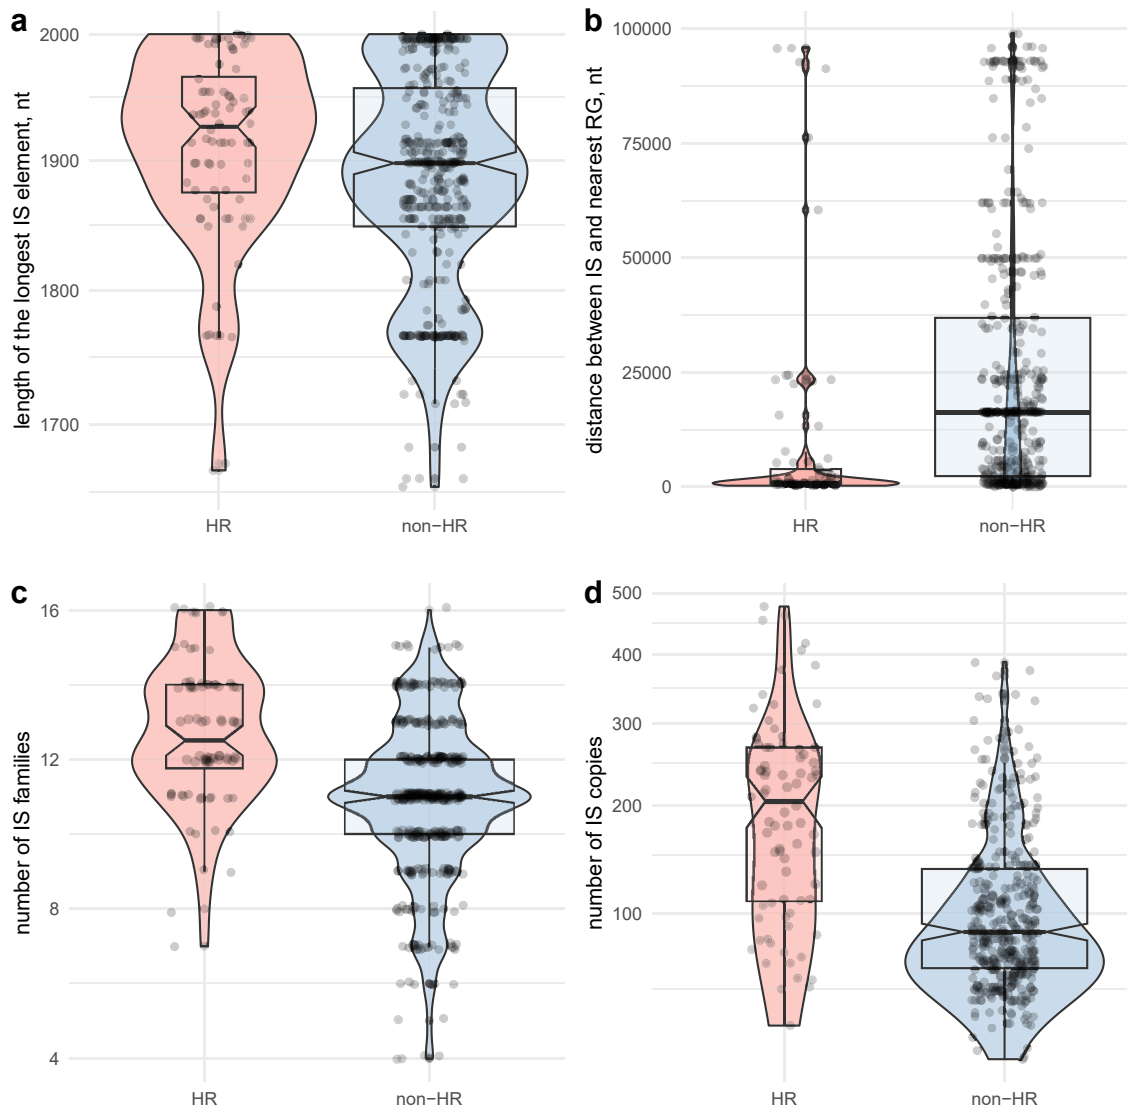 a
length of the longest IS element, nt
2000
1900
1800
1700
HR
non−HR
b
distance between IS and nearest RG, nt
100000
75000
50000
25000
0
HR
non−HR
c
number of IS families
16
12
8
4
HR
non−HR
d
number of IS copies
500
400
300
200
100
HR
non−HR